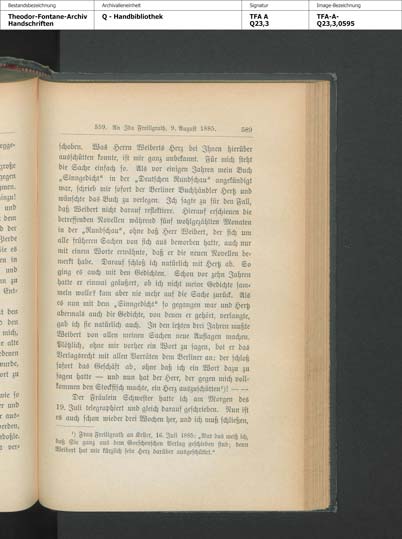 Bestandsbezeichnung
Theodor-Fontane-Archiv
Handschriften
Archivalieneinheit
Q - Handbibliothek
Signatur
TFA A
Q23,3
Image-Bezeichnung
TFA-A-
Q23,3,0595
559. An Ida Freiligrath, 9. August 1885. 589
schoben. Was Herrn Weiberts Herz bei Ihnen hierüber
ausschütten konnte, ist mir ganz unbekannt. Für mich steht
die Sache einfach so. Als vor einigen Jahren mein Buch
„Sinngedicht“ in der „Deutschen Rundschau“ angekündigt
war, schrieb mir sofort der Berliner Buchhändler Hertz und
wünschte das Buch zu verlegen. Ich sagte zu für den Fall,
daß Weibert nicht darauf reflektiere. Hierauf erschienen die
betreffenden Novellen während fünf wohlgezählten Monaten
in der „Rundschau“, ohne daß Herr Weibert, der sich um
alle früheren Sachen von sich aus beworben hatte, auch nur
mit einem Worte erwähnte, daß er die neuen Novellen be-
merkt habe. Darauf schloß ich natürlich mit Hertz ab. So
ging es auch mit den Gedichten. Schon vor zehn Jahren
hatte er einmal geäußert, ob ich nicht meine Gedichte sam-
meln wolle? kam aber nie mehr auf die Sache zurück. Als
es nun mit dem „Sinngedicht“ so gegangen war und Hertz
abermals auch die Gedichte, von denen er gehört, verlangte,
gab ich sie natürlich auch. In den letzten drei Jahren mußte
Weibert von allen meinen Sachen neue Auflagen machen.
Plötzlich, ohne mir vorher ein Wort zu sagen, bot er das
Verlagsrecht mit allen Vorräten dem Berliner an; der schloß
sofort das Geschäft ab, ohne daß ich ein Wort dazu zu
sagen hatte — und nun hat der Herr, der gegen mich voll-
kommen den Stockfisch machte, ein Herz auszuschütten¹)! — —
Der Fräulein Schwester hatte ich am Morgen des
19. Juli telegraphiert und gleich darauf geschrieben. Nun ist
es auch schon wieder drei Wochen her, und ich muß schließen,
¹) Frau Freiligrath an Keller, 16. Juli 1885: „Nur das weiß ich,
daß Sie ganz aus dem Goeschenschen Verlag geschieden sind; denn
Weibert hat mir kürzlich sein Herz darüber ausgeschüttet.“